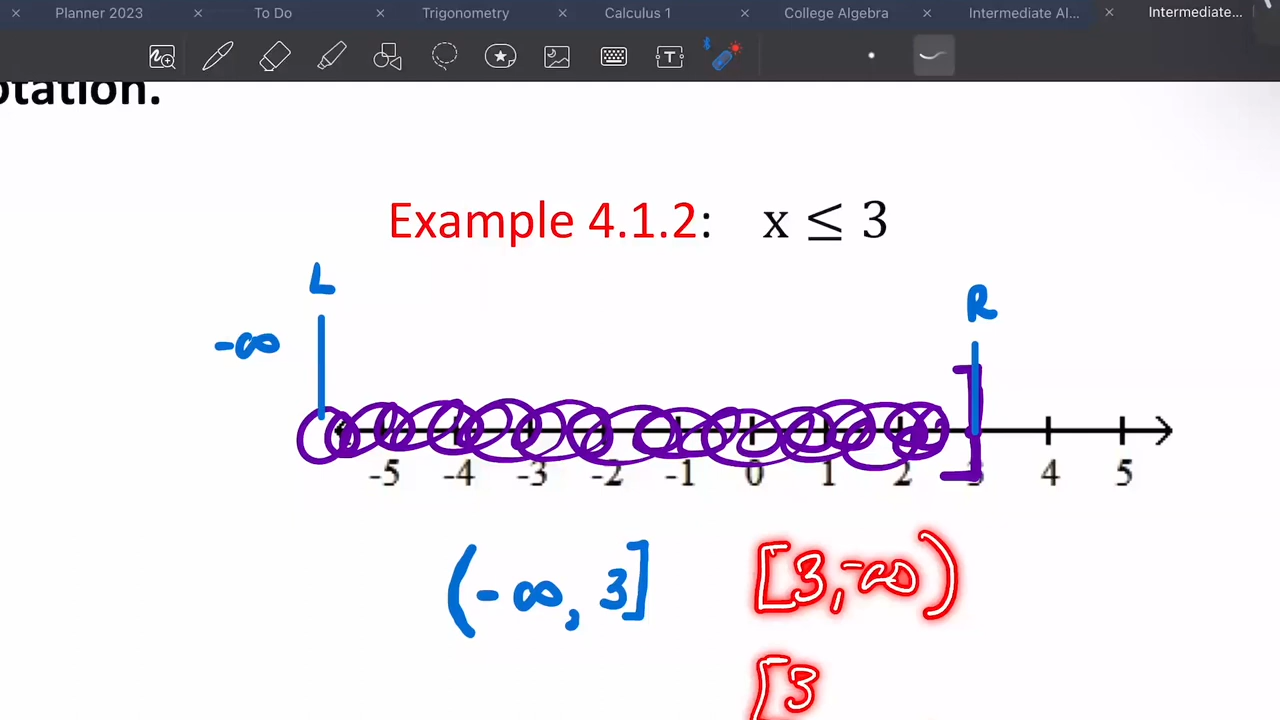 Planner 2023 To Do Trigonometry Calculus 1 College Algebra Intermediate Al... Intermediate...
otation.
Example 4.1.2: x ≤ 3
L
R
-∞
-5 -4 -3 -2 -1 0 1 2 3 4 5
(-∞, 3] [3, -∞)
[3